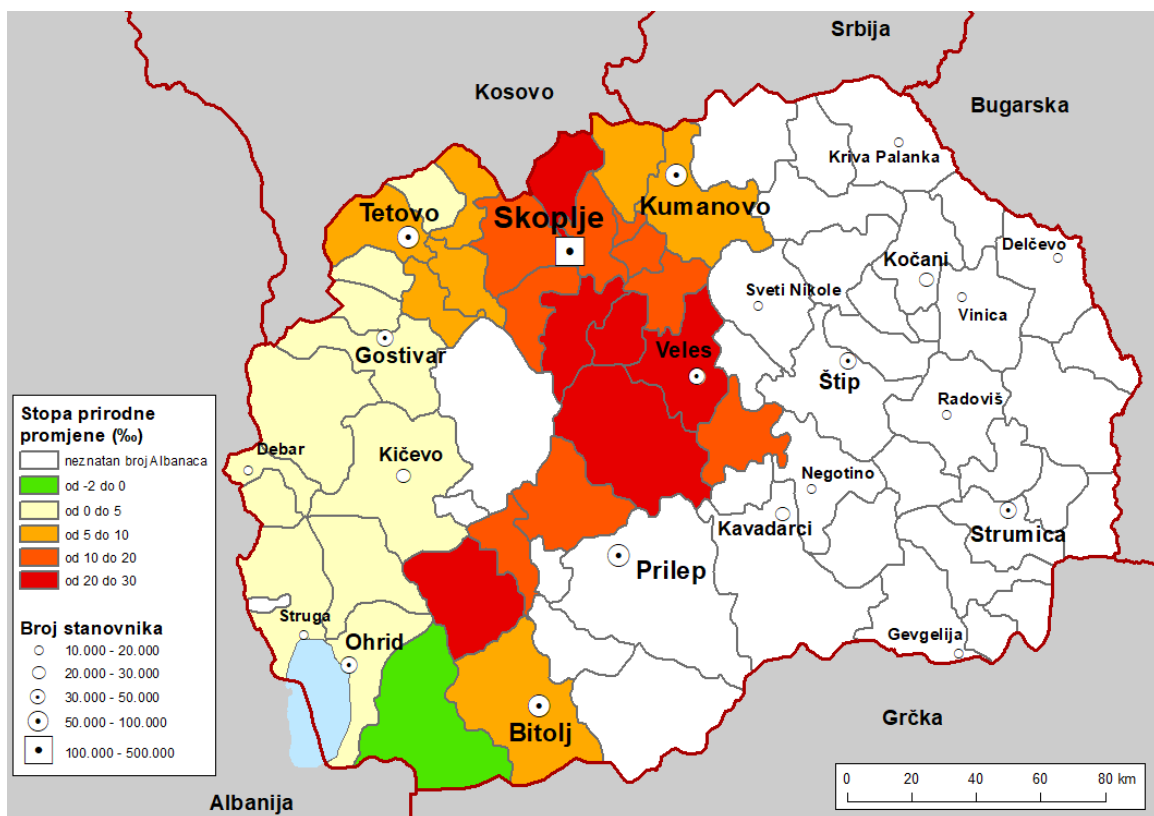 Srbija
Kosovo
Bugarska
Kriva Palanka
Tetovo
Skoplje
Kumanovo
Delčevo
Kočani
Sveti Nikole
Vinica
Gostivar
Veles
Štip
Radoviš
Debar
Kičevo
Negotino
Kavadarci
Strumica
Prilep
Struga
Ohrid
Gevgelija
Bitolj
Grčka
Albanija
Stopa prirodne
promjene (‰)
neznatan broj Albanaca
od -2 do 0
od 0 do 5
od 5 do 10
od 10 do 20
od 20 do 30
Broj stanovnika
10.000 - 20.000
20.000 - 30.000
30.000 - 50.000
50.000 - 100.000
100.000 - 500.000
0 20 40 60 80 km